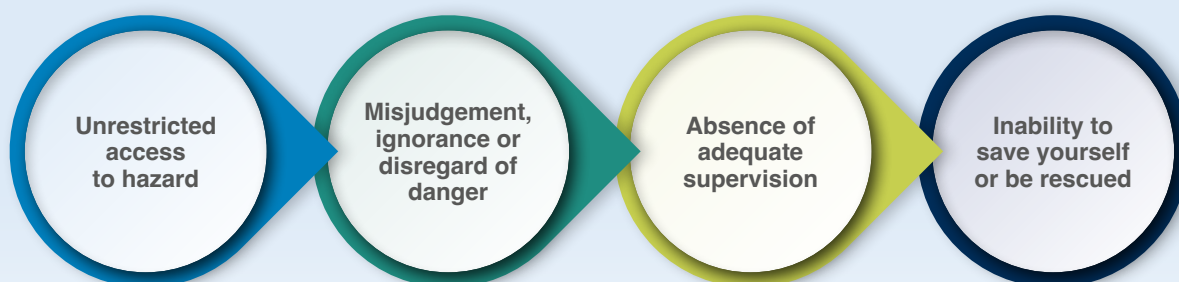 Unrestricted
access
to hazard
Misjudgement,
ignorance or
disregard of
danger
Absence of
adequate
supervision
Inability to
save yourself
or be rescued